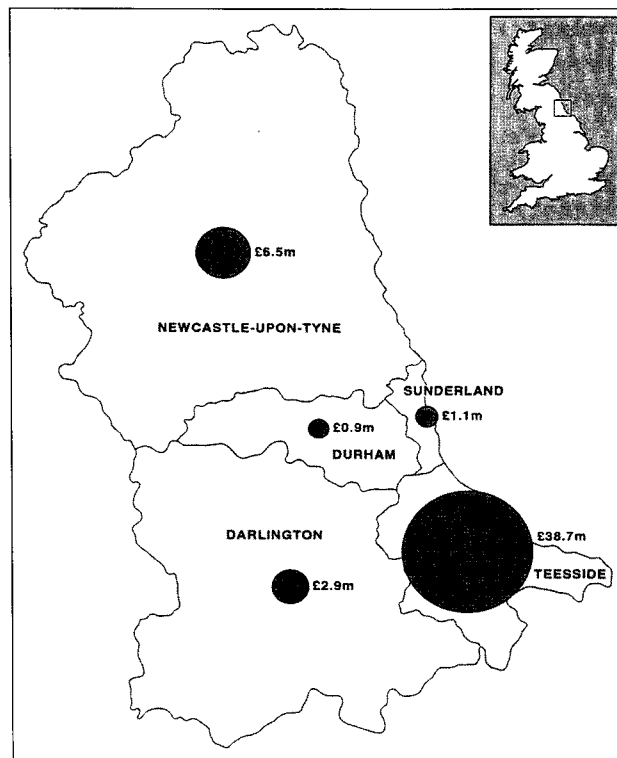 £6.5m
NEWCASTLE-UPON-TYNE
SUNDERLAND
£1.1m
£0.9m
DURHAM
DARLINGTON
£38.7m
TEESSIDE
£2.9m